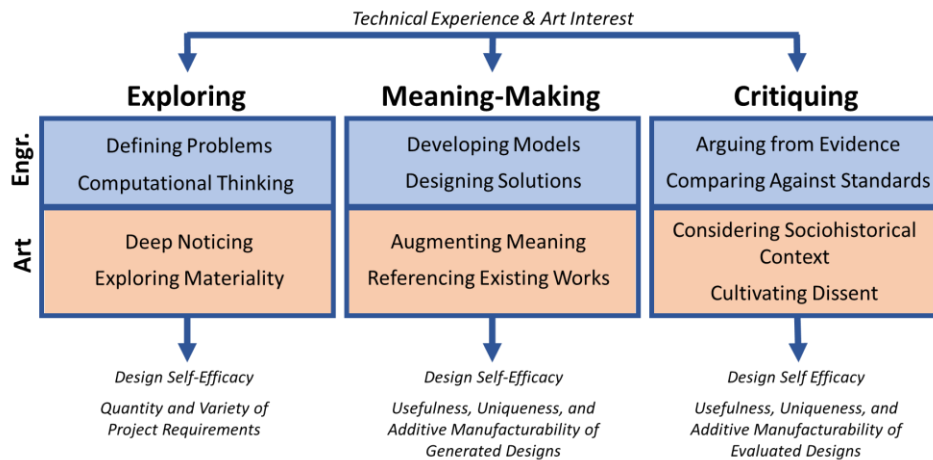 Technical Experience & Art Interest
Exploring
Meaning-Making
Critiquing
Engr.
Defining Problems
Computational Thinking
Developing Models
Designing Solutions
Arguing from Evidence
Comparing Against Standards
Art
Deep Noticing
Exploring Materiality
Augmenting Meaning
Referencing Existing Works
Considering Sociohistorical
Context
Cultivating Dissent
Design Self-Efficacy
Quantity and Variety of
Project Requirements
Design Self-Efficacy
Usefulness, Uniqueness, and
Additive Manufacturability of
Generated Designs
Design Self Efficacy
Usefulness, Uniqueness, and
Additive Manufacturability of
Evaluated Designs